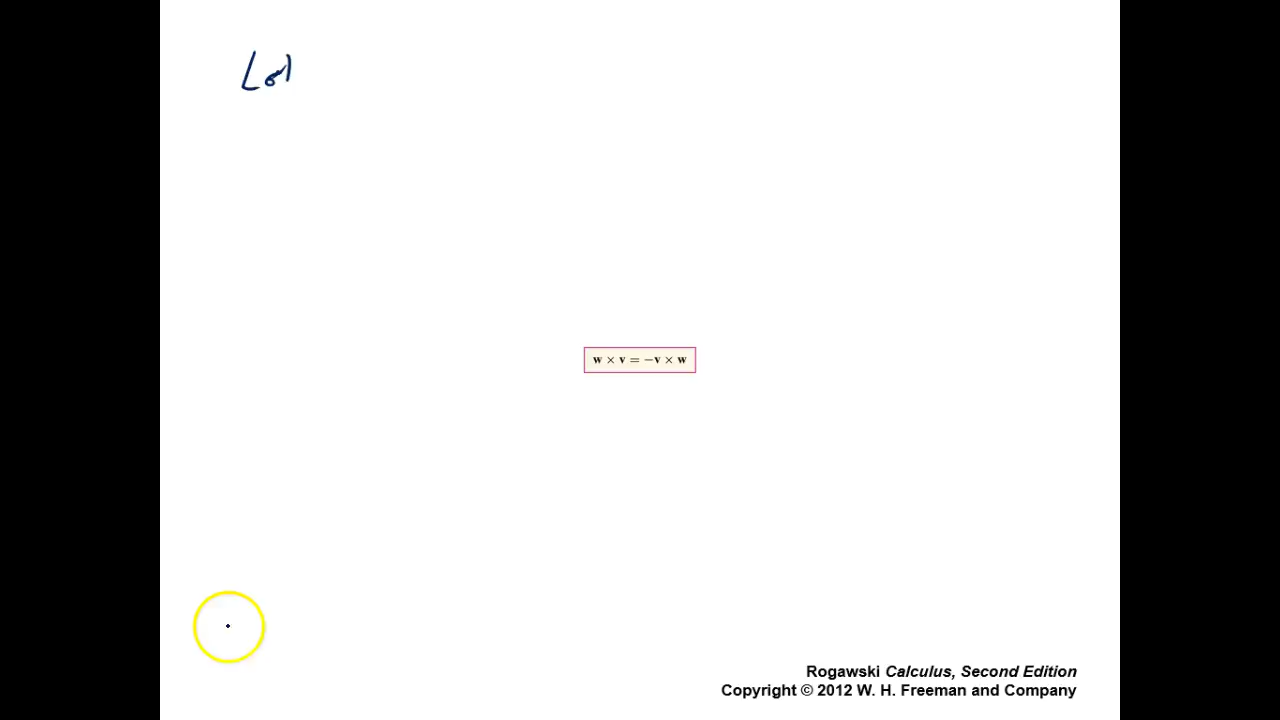 w × v = −v × w
Rogawski Calculus, Second Edition
Copyright © 2012 W. H. Freeman and Company